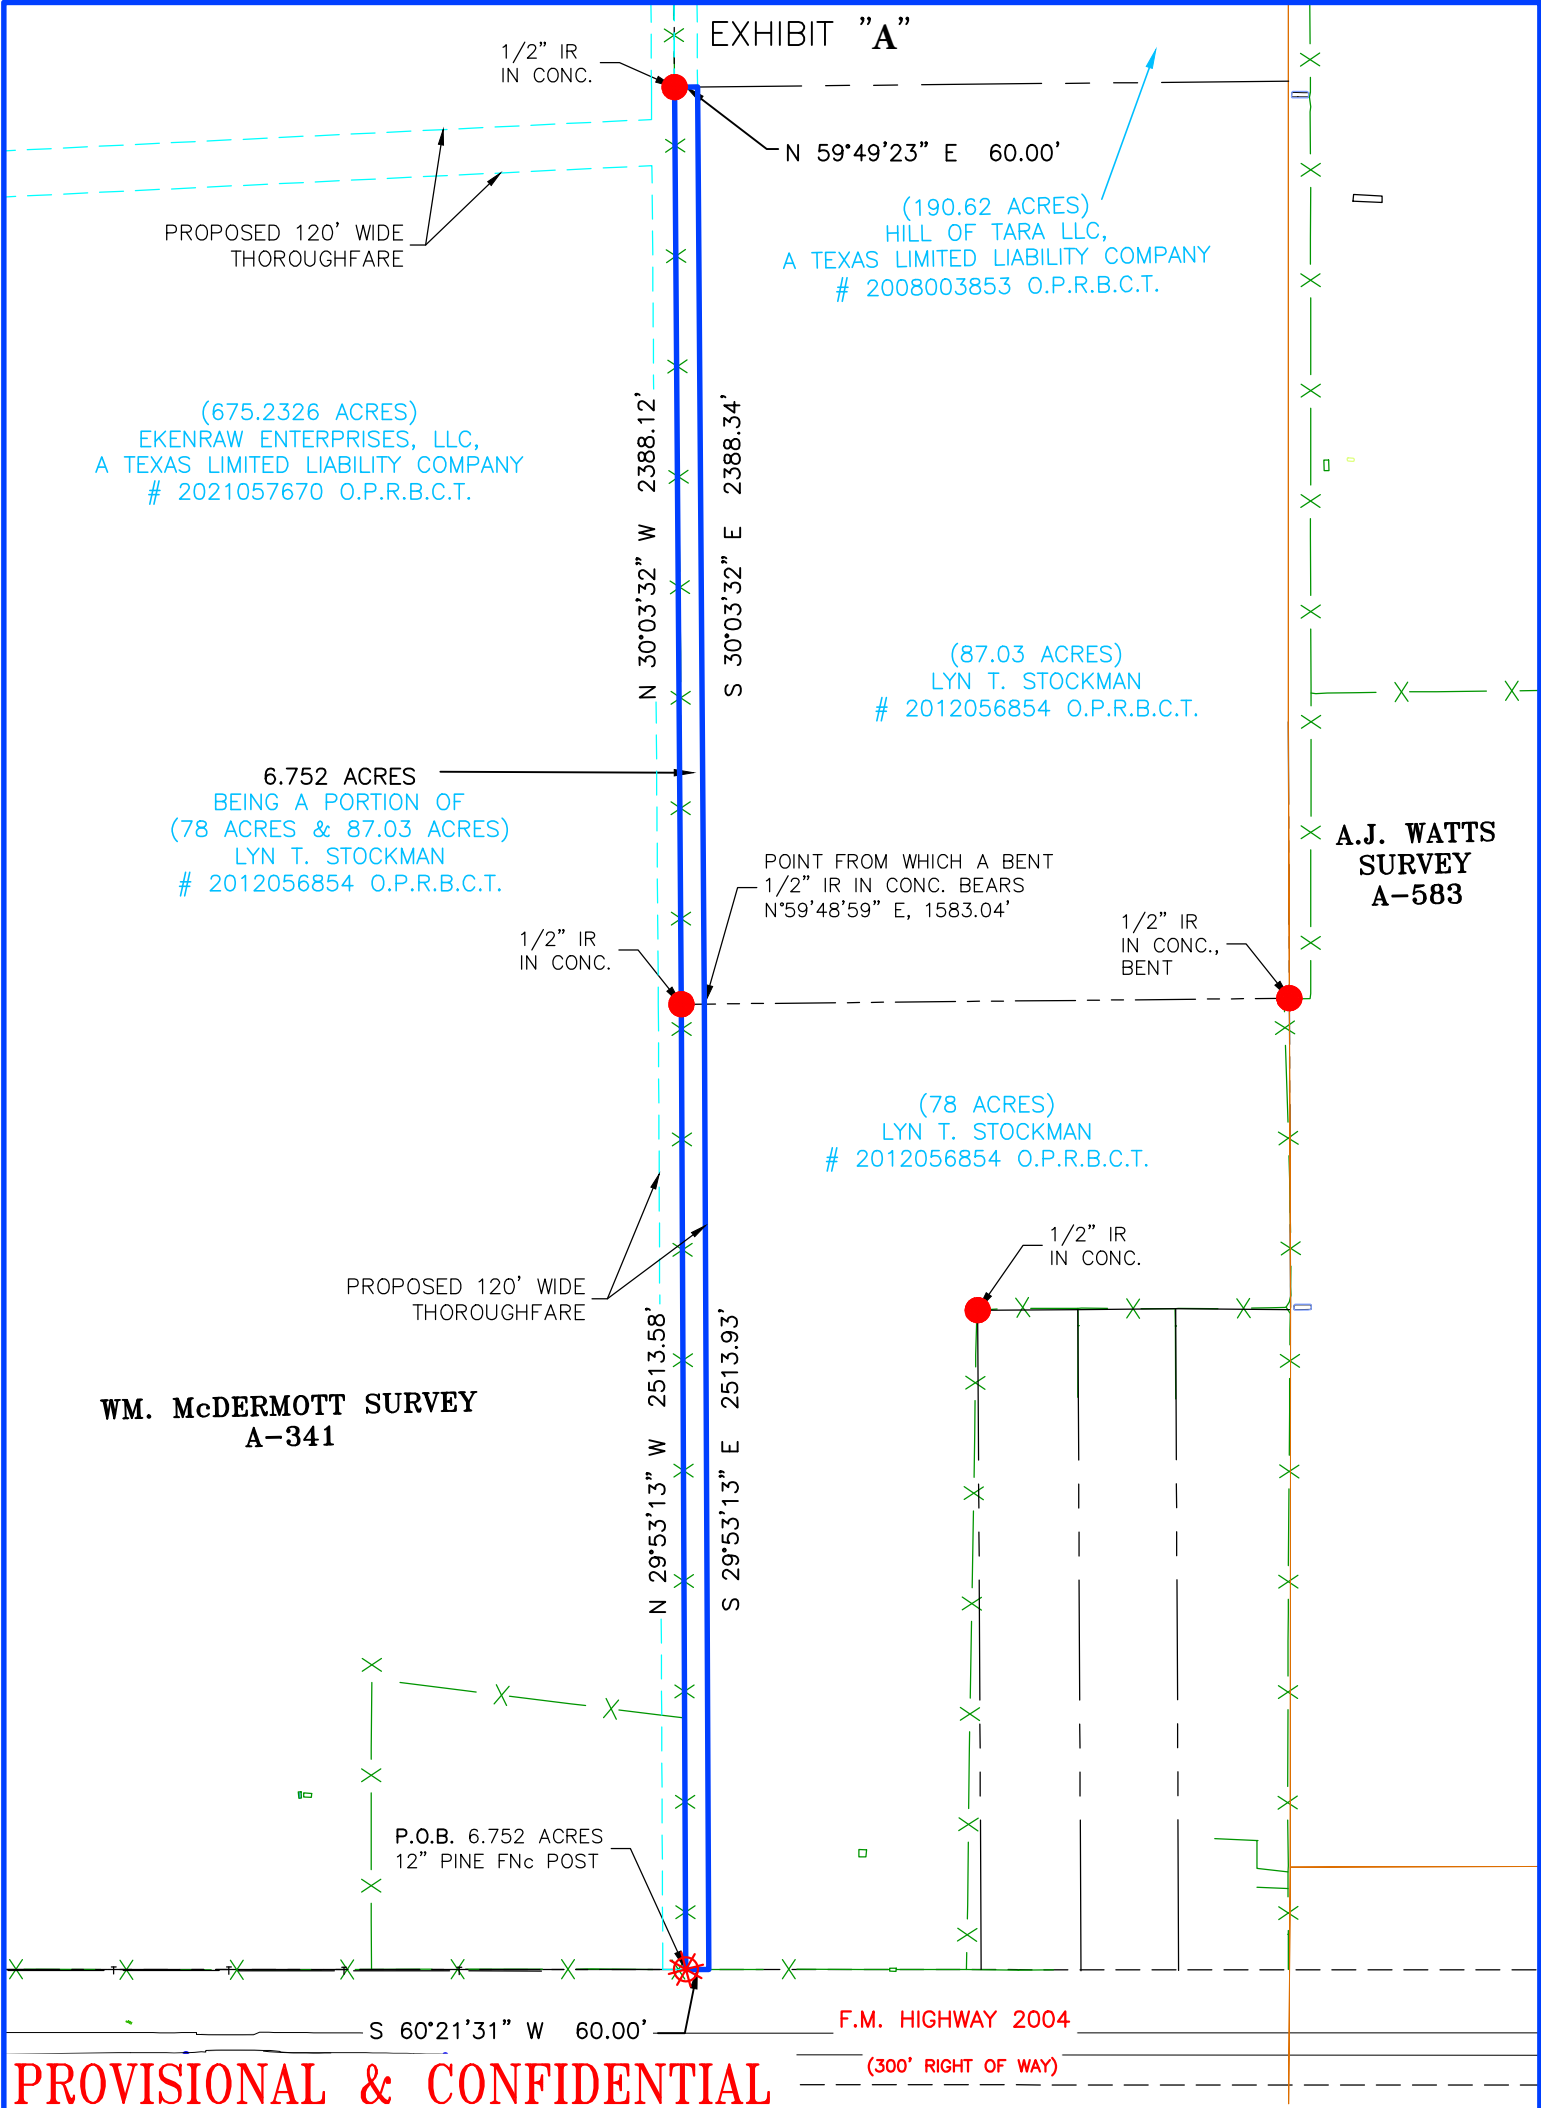 EXHIBIT "A"
1/2" IR
IN CONC.
N 59°49'23" E 60.00'
PROPOSED 120' WIDE
THOROUGHFARE
(190.62 ACRES)
HILL OF TARA LLC,
A TEXAS LIMITED LIABILITY COMPANY
# 2008003853 O.P.R.B.C.T.
(675.2326 ACRES)
EKENRAW ENTERPRISES, LLC,
A TEXAS LIMITED LIABILITY COMPANY
# 2021057670 O.P.R.B.C.T.
N 30°03'32" W 2388.12'
S 30°03'32" E 2388.34'
(87.03 ACRES)
LYN T. STOCKMAN
# 2012056854 O.P.R.B.C.T.
6.752 ACRES
BEING A PORTION OF
(78 ACRES & 87.03 ACRES)
LYN T. STOCKMAN
# 2012056854 O.P.R.B.C.T.
A.J. WATTS
SURVEY
A-583
POINT FROM WHICH A BENT
1/2" IR IN CONC. BEARS
N°59'48'59" E, 1583.04'
1/2" IR
IN CONC.
1/2" IR
IN CONC.,
BENT
(78 ACRES)
LYN T. STOCKMAN
# 2012056854 O.P.R.B.C.T.
1/2" IR
IN CONC.
PROPOSED 120' WIDE
THOROUGHFARE
N 29°53'13" W 2513.58'
S 29°53'13" E 2513.93'
WM. McDERMOTT SURVEY
A-341
P.O.B. 6.752 ACRES
12" PINE FNc POST
S 60°21'31" W 60.00'
F.M. HIGHWAY 2004
(300' RIGHT OF WAY)
PROVISIONAL & CONFIDENTIAL